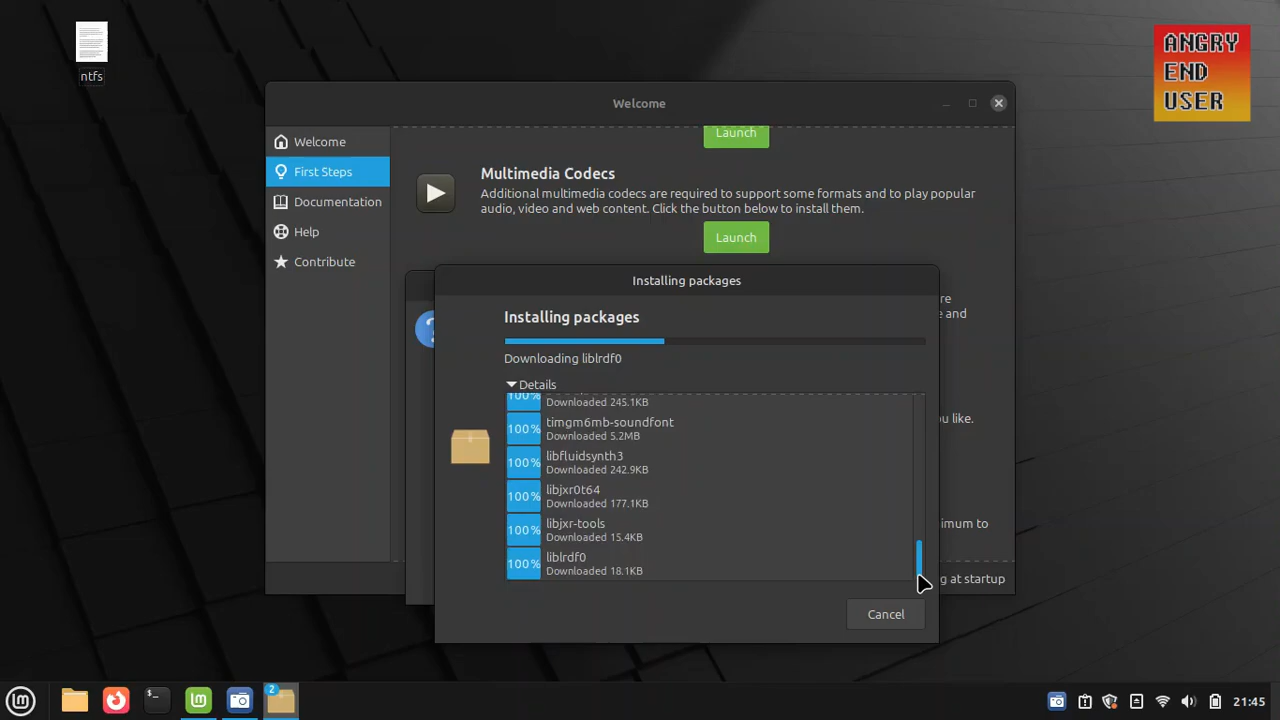 ntfs
ANGRY
END
USER
Welcome
Welcome
First Steps
Documentation
Help
Contribute
Launch
Multimedia Codecs
Additional multimedia codecs are required to support some formats and to play popular
audio, video and web content. Click the button below to install them.
Launch
re
e and
u like.
imum to
g at startup
Installing packages
Installing packages
Downloading liblrdf0
Details
100%
Downloaded 245.1KB
100%
timgm6mb-soundfont
Downloaded 5.2MB
100%
libfluidsynth3
Downloaded 242.9KB
100%
libjxr0t64
Downloaded 177.1KB
100%
libjxr-tools
Downloaded 15.4KB
100%
liblrdf0
Downloaded 18.1KB
Cancel
2
21:45